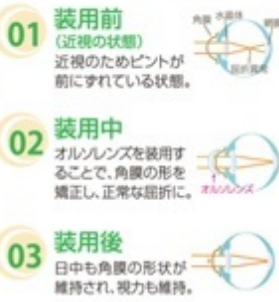 01 装用前
(近視の状態)
近視のためピントが
前にずれている状態。
角膜 水晶体
屈折異常
02 装用中
オルソレンズを装用す
ることで、角膜の形を
矯正し、正常な屈折に。
オルソレンズ
03 装用後
日中も角膜の形状が
維持され、視力も維持。